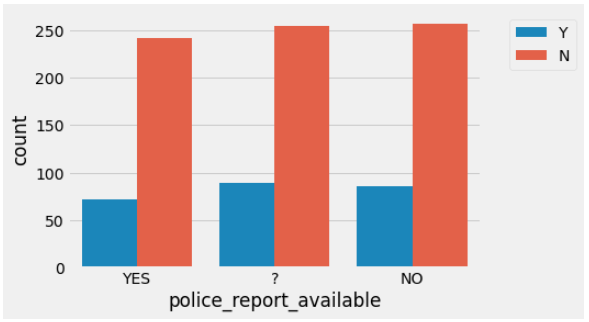 250
200
150
100
50
0
count
YES ? NO
police_report_available
Y
N